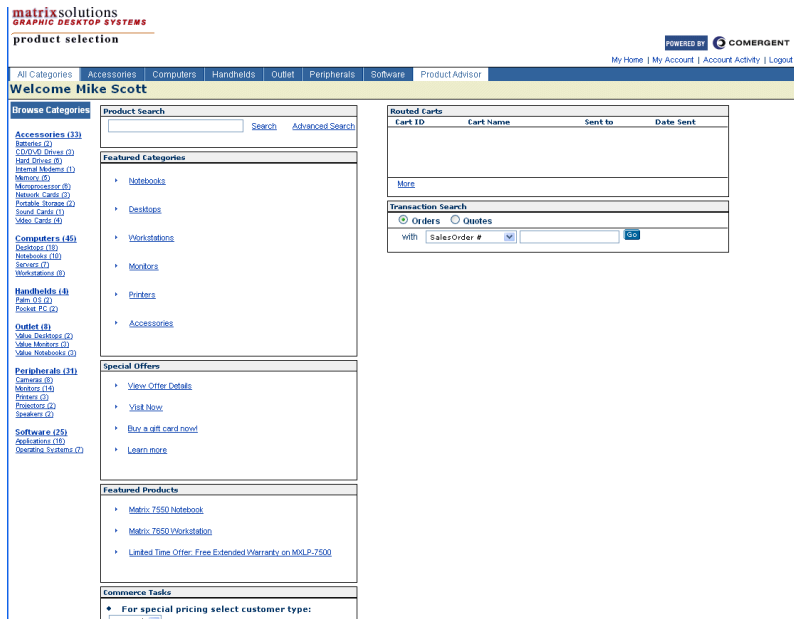 matrixsolutions
GRAPHIC DESKTOP SYSTEMS
product selection
POWERED BY COMERGENT
My Home | My Account | Account Activity | Logout
All Categories Accessories Computers Handhelds Outlet Peripherals Software Product Advisor
Welcome Mike Scott
Browse Categories
Accessories (33)
Batteries (2)
CD/DVD Drives (3)
Hard Drives (6)
Internal Modems (1)
Memory (5)
Microprocessor (6)
Network Cards (3)
Portable Storage (2)
Sound Cards (1)
Video Cards (4)
Computers (45)
Desktops (18)
Notebooks (10)
Servers (7)
Workstations (8)
Handhelds (4)
Palm OS (2)
Pocket PC (2)
Outlet (8)
Value Desktops (2)
Value Monitors (3)
Value Notebooks (3)
Peripherals (31)
Cameras (8)
Monitors (14)
Printers (3)
Projectors (2)
Speakers (2)
Software (25)
Applications (16)
Operating Systems (7)
Product Search
Search Advanced Search
Featured Categories
Notebooks
Desktops
Workstations
Monitors
Printers
Accessories
Special Offers
View Offer Details
Visit Now
Buy a gift card now!
Learn more
Featured Products
Matrix 7550 Notebook
Matrix 7650 Workstation
Limited Time Offer: Free Extended Warranty on MXLP-7500
Commerce Tasks
For special pricing select customer type:
Routed Carts
Cart ID Cart Name Sent to Date Sent
More
Transaction Search
Orders Quotes
with SalesOrder # Go